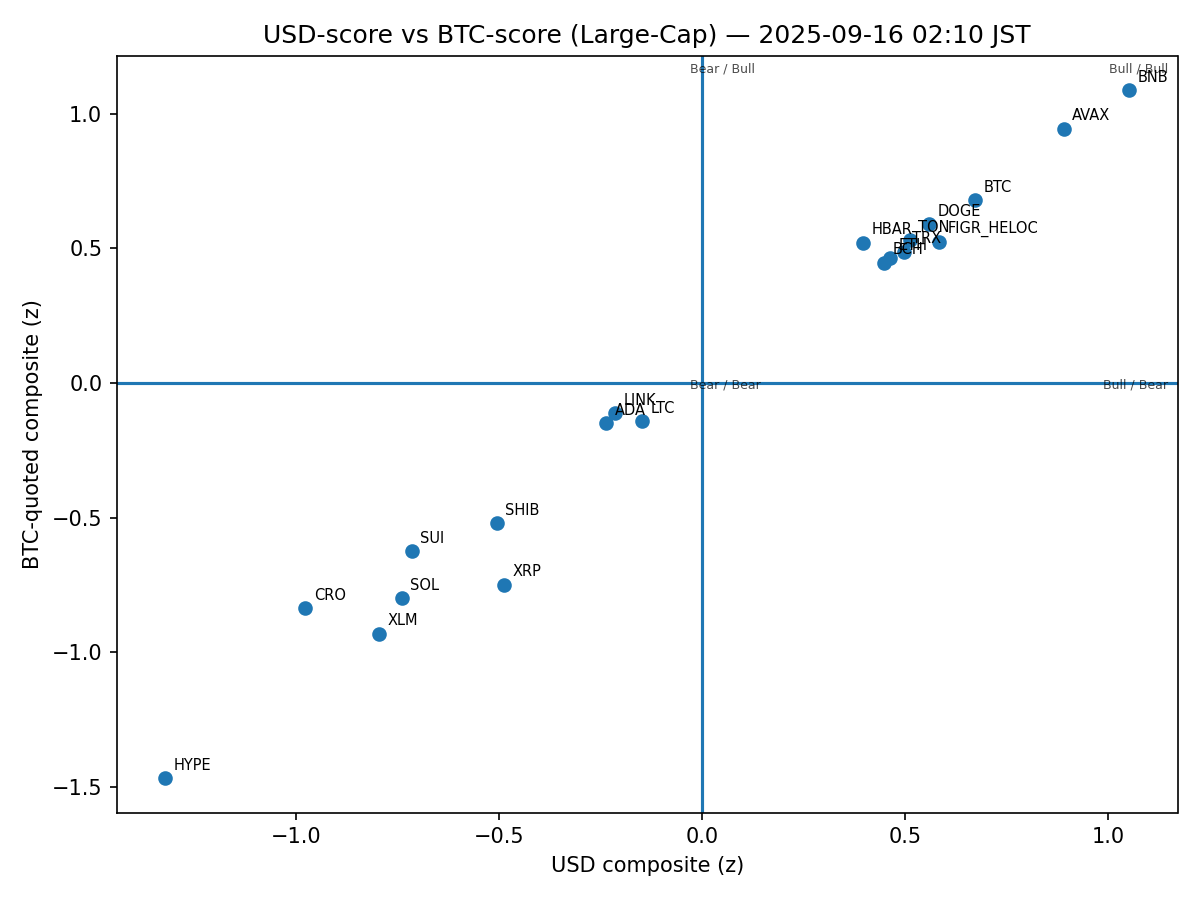 USD-score vs BTC-score (Large-Cap) — 2025-09-16 02:10 JST
Bear / Bull
Bull / Bull
BNB
AVAX
BTC
DOGE
HBAR
TON
FIGR_HELOC
TRX
ETH
BCH
Bear / Bear
Bull / Bear
LINK
ADA
LTC
SHIB
SUI
XRP
SOL
CRO
XLM
HYPE
1.0
0.5
0.0
−0.5
−1.0
−1.5
BTC-quoted composite (z)
−1.0
−0.5
0.0
0.5
1.0
USD composite (z)